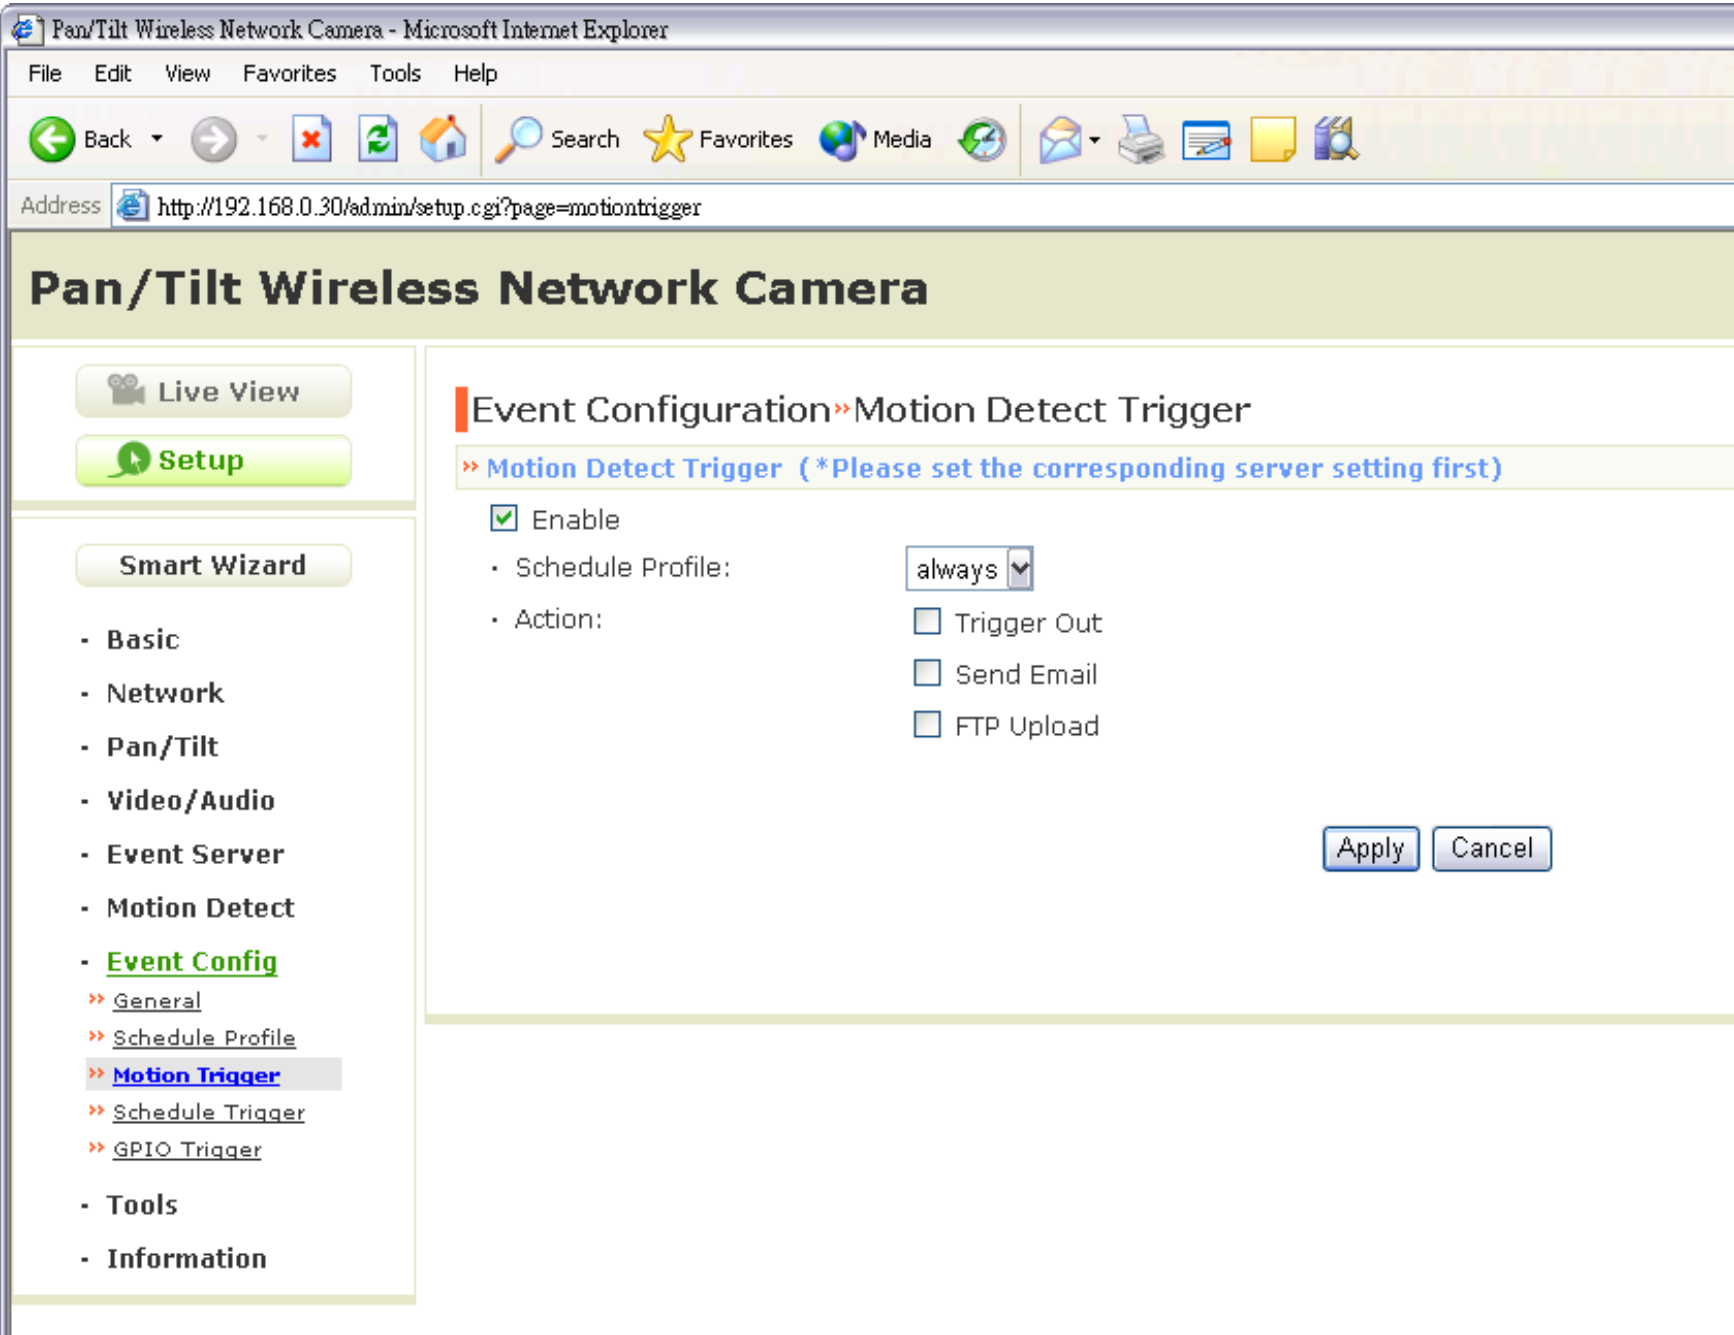 Pan/Tilt Wireless Network Camera - Microsoft Internet Explorer
File Edit View Favorites Tools Help
Back Search Favorites Media
Address http://192.168.0.30/admin/setup.cgi?page=motiontrigger
Pan/Tilt Wireless Network Camera
Live View
Setup
Smart Wizard
- Basic
- Network
- Pan/Tilt
- Video/Audio
- Event Server
- Motion Detect
- Event Config
» General
» Schedule Profile
» Motion Trigger
» Schedule Trigger
» GPIO Trigger
- Tools
- Information
Event Configuration»Motion Detect Trigger
» Motion Detect Trigger (*Please set the corresponding server setting first)
Enable
· Schedule Profile: always
· Action: Trigger Out
Send Email
FTP Upload
Apply Cancel